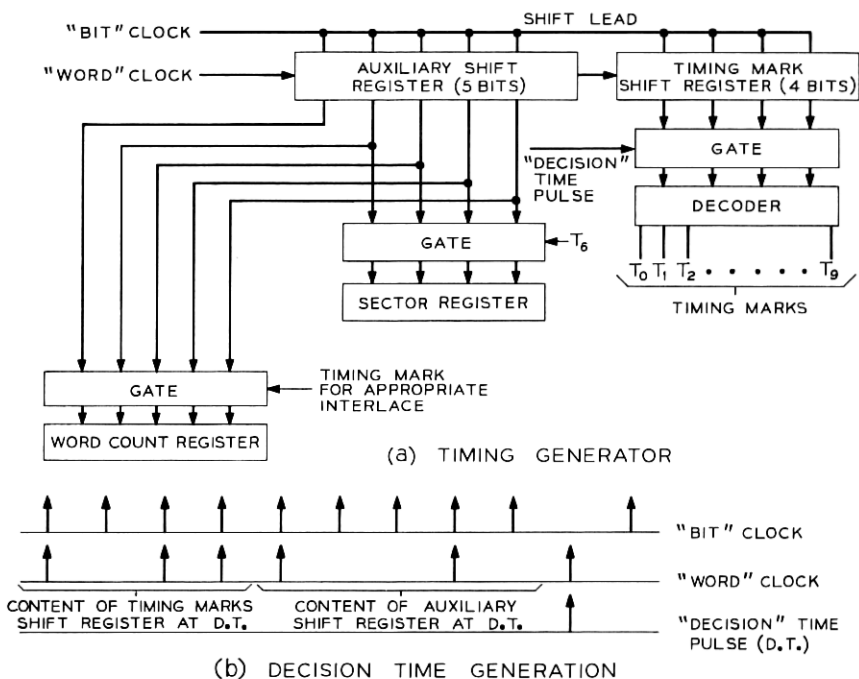 SHIFT LEAD
"BIT" CLOCK
"WORD" CLOCK
AUXILIARY SHIFT
REGISTER (5 BITS)
TIMING MARK
SHIFT REGISTER (4 BITS)
"DECISION"
TIME
PULSE
GATE
DECODER
T0 T1 T2 . . . . . . T9
TIMING MARKS
GATE
T6
SECTOR REGISTER
GATE
TIMING MARK
FOR APPROPRIATE
INTERLACE
WORD COUNT REGISTER
(a) TIMING GENERATOR
"BIT" CLOCK
"WORD" CLOCK
CONTENT OF TIMING MARKS
SHIFT REGISTER AT D.T.
CONTENT OF AUXILIARY
SHIFT REGISTER AT D.T.
"DECISION" TIME
PULSE (D.T.)
(b) DECISION TIME GENERATION